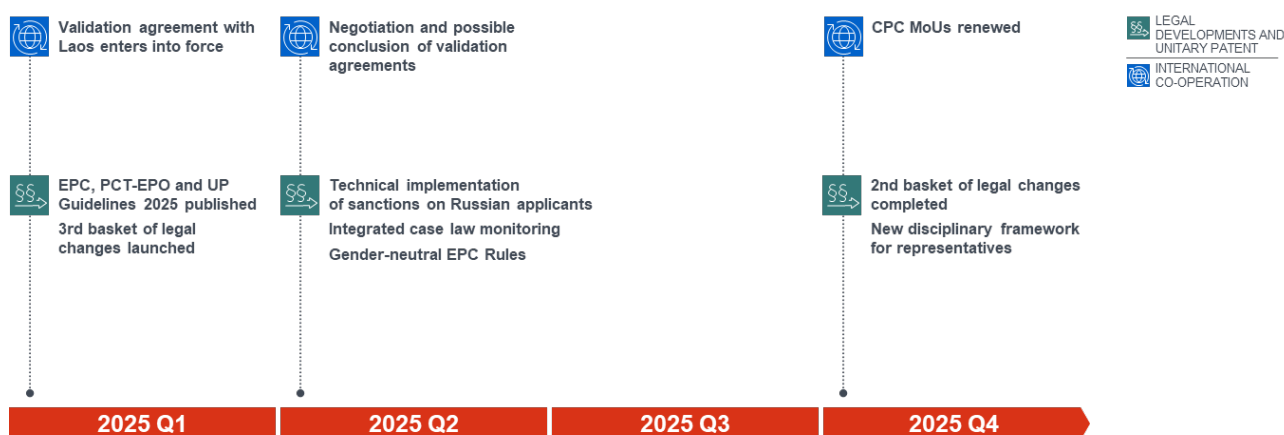 Validation agreement with
Laos enters into force
Negotiation and possible
conclusion of validation
agreements
CPC MoUs renewed
§§
LEGAL
DEVELOPMENTS AND
UNITARY PATENT
INTERNATIONAL
CO-OPERATION
§§
EPC, PCT-EPO and UP
Guidelines 2025 published
3rd basket of legal
changes launched
§§
Technical implementation
of sanctions on Russian applicants
Integrated case law monitoring
Gender-neutral EPC Rules
§§
2nd basket of legal changes
completed
New disciplinary framework
for representatives
2025 Q1
2025 Q2
2025 Q3
2025 Q4